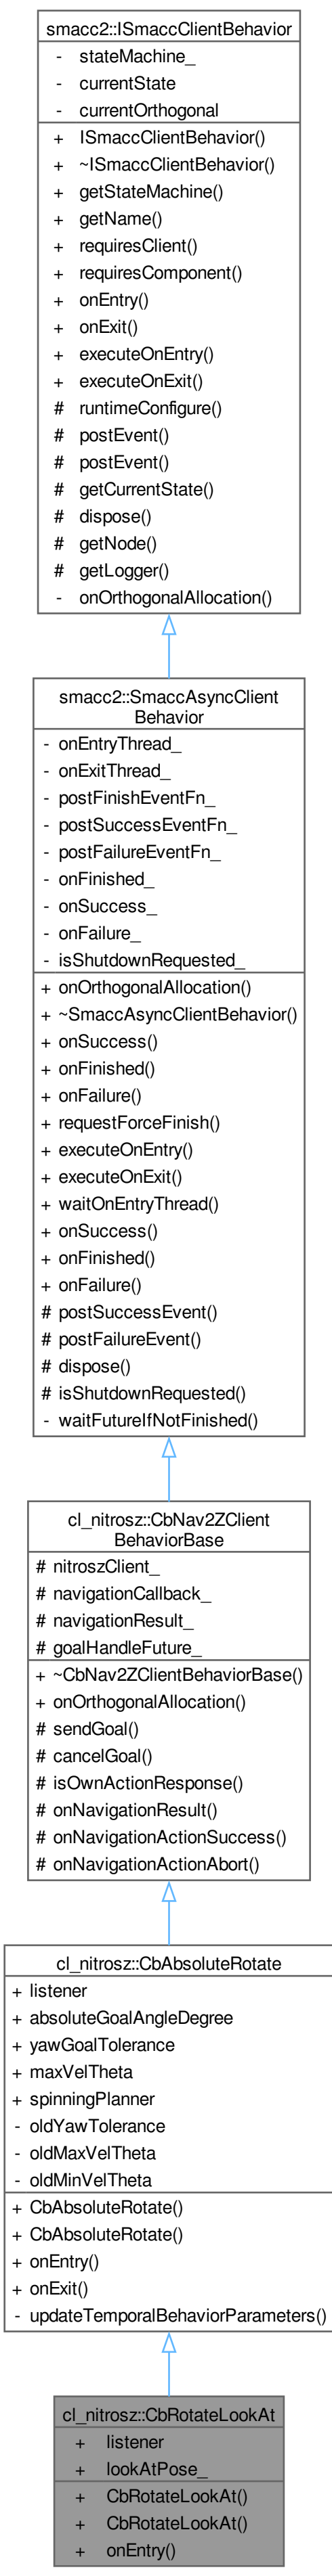 smacc2::ISmaccClientBehavior
- stateMachine_
- currentState
- currentOrthogonal
+ ISmaccClientBehavior()
+ ~ISmaccClientBehavior()
+ getStateMachine()
+ getName()
+ requiresClient()
+ requiresComponent()
+ onEntry()
+ onExit()
+ executeOnEntry()
+ executeOnExit()
# runtimeConfigure()
# postEvent()
# postEvent()
# getCurrentState()
# dispose()
# getNode()
# getLogger()
- onOrthogonalAllocation()
smacc2::SmaccAsyncClient
Behavior
- onEntryThread_
- onExitThread_
- postFinishEventFn_
- postSuccessEventFn_
- postFailureEventFn_
- onFinished_
- onSuccess_
- onFailure_
- isShutdownRequested_
+ onOrthogonalAllocation()
+ ~SmaccAsyncClientBehavior()
+ onSuccess()
+ onFinished()
+ onFailure()
+ requestForceFinish()
+ executeOnEntry()
+ executeOnExit()
+ waitOnEntryThread()
+ onSuccess()
+ onFinished()
+ onFailure()
# postSuccessEvent()
# postFailureEvent()
# dispose()
# isShutdownRequested()
- waitFutureIfNotFinished()
cl_nitrosz::CbNav2ZClient
BehaviorBase
# nitroszClient_
# navigationCallback_
# navigationResult_
# goalHandleFuture_
+ ~CbNav2ZClientBehaviorBase()
+ onOrthogonalAllocation()
# sendGoal()
# cancelGoal()
# isOwnActionResponse()
# onNavigationResult()
# onNavigationActionSuccess()
# onNavigationActionAbort()
cl_nitrosz::CbAbsoluteRotate
+ listener
+ absoluteGoalAngleDegree
+ yawGoalTolerance
+ maxVelTheta
+ spinningPlanner
- oldYawTolerance
- oldMaxVelTheta
- oldMinVelTheta
+ CbAbsoluteRotate()
+ CbAbsoluteRotate()
+ onEntry()
+ onExit()
- updateTemporalBehaviorParameters()
cl_nitrosz::CbRotateLookAt
+ listener
+ lookAtPose_
+ CbRotateLookAt()
+ CbRotateLookAt()
+ onEntry()